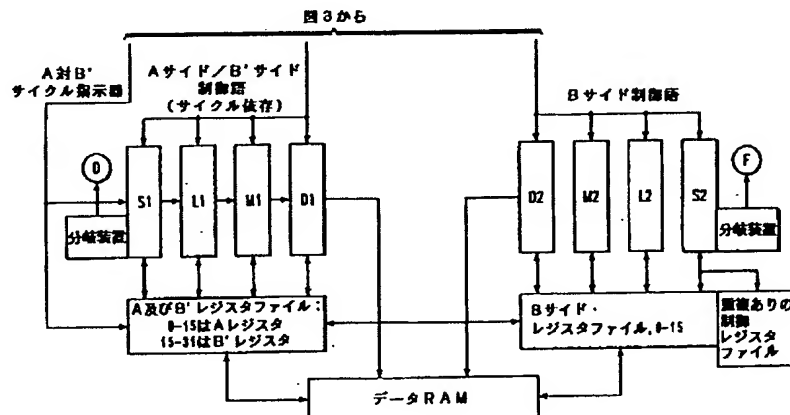 図3から
A対B'
サイクル指示器
Aサイド/B'サイド
制御語
(サイクル依存)
Bサイド制御語
D
F
S1
L1
M1
D1
D2
M2
L2
S2
分岐装置
分岐装置
A及びB'レジスタファイル:
0-15はAレジスタ
15-31はB'レジスタ
Bサイド・
レジスタファイル,0-15
重複ありの
制御
レジスタ
ファイル
データRAM